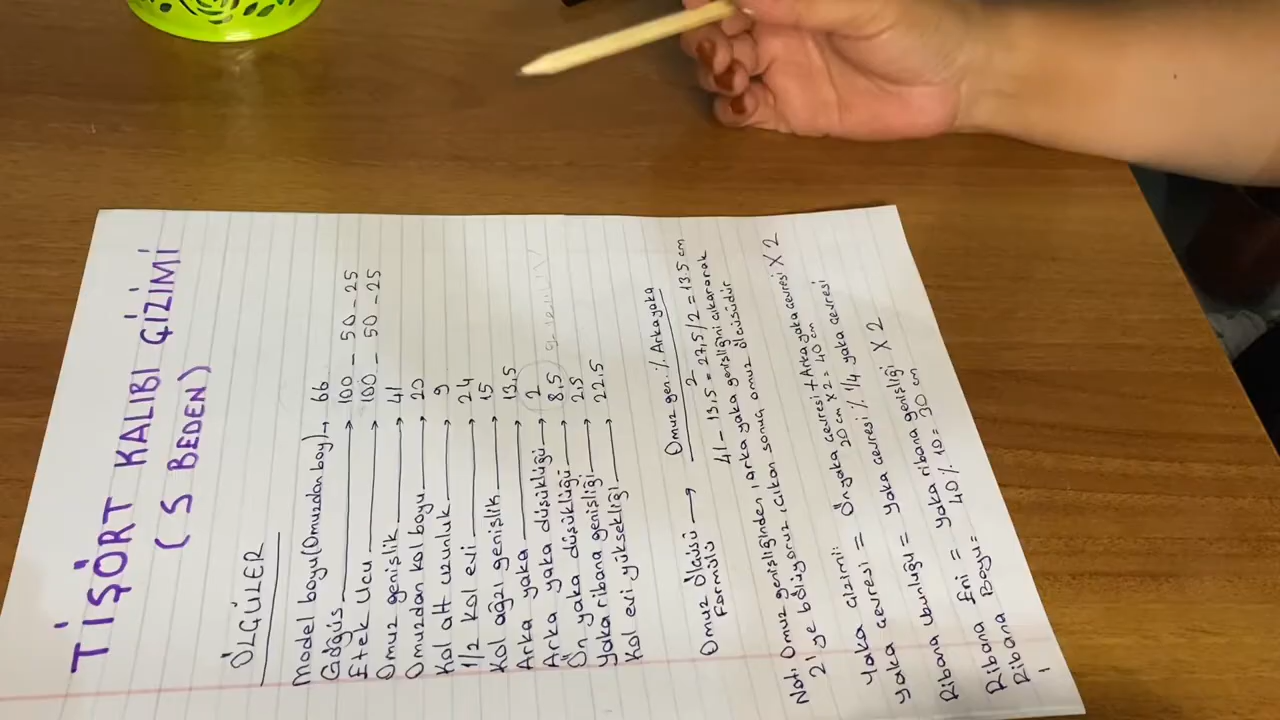 TİŞÖRT KALIBI ÇİZİMİ
(S BEDEN)
ÖLÇÜLER
Model boyu(Omuzdan boy)→ 66
Göğüs → 100 - 50 - 25
Etek Ucu → 100 - 50 - 25
Omuz genişlik → 41
Omuzdan kol boyu → 20
Kol alt uzunluk → 9
1/2 kol evi → 24
Kol ağzı genişlik → 15
Arka yaka → 13,5
Arka yaka düşüklüğü → 2
Ön yaka düşüklüğü → 8,5
Yaka ribana genişliği → 2,5
Kol evi yüksekliği → 22,5
Omuz Ölçüsü → Omuz gen. % Arka yaka
Formülü 2
41 - 13,5 = 27,5/2 = 13.5 cm
Not: Omuz genişliğinden, arka yaka genişliğini çıkararak
2'ye bölüyoruz, çıkan sonuç omuz ölçüsüdür
Yaka çizimi:
Yaka çevresi = Ön yaka çevresi + Arka yaka çevresi x 2
20 cm x 2 = 40 cm
Yaka çevresi % 1/4 yaka çevresi
Ribana uzunluğu =
Ribana Eni = yaka ribana genişliği x 2
Ribana Boyu= 40 % 10 = 30 cm